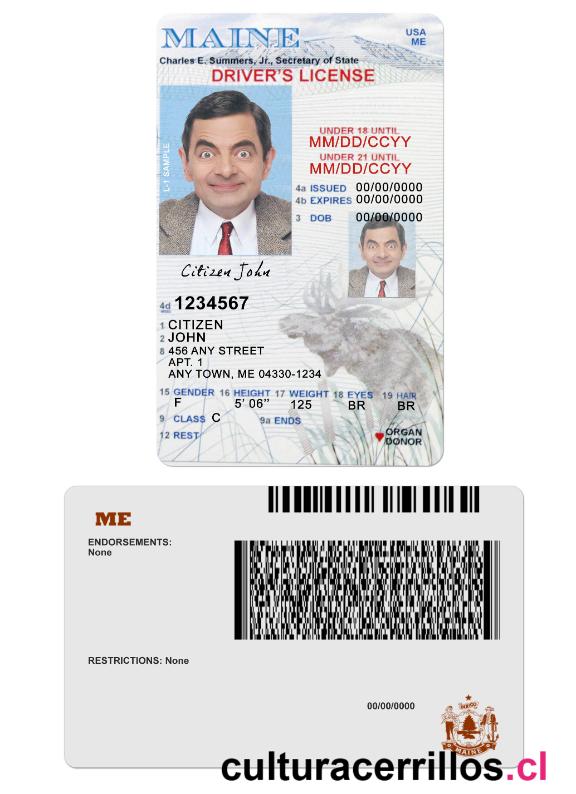 MAINE
USA
ME
Charles E. Summers, Jr., Secretary of State
DRIVER'S LICENSE
L-1 SAMPLE
UNDER 18 UNTIL
MM/DD/CCYY
UNDER 21 UNTIL
MM/DD/CCYY
4a ISSUED 00/00/0000
4b EXPIRES 00/00/0000
3 DOB 00/00/0000
Citizen John
4d 1234567
1 CITIZEN
2 JOHN
8 456 ANY STREET
APT. 1
ANY TOWN, ME 04330-1234
15 GENDER 16 HEIGHT 17 WEIGHT 18 EYES 19 HAIR
F 5' 06" 125 BR BR
9 CLASS C 9a ENDS
12 REST
ORGAN
DONOR
ME
ENDORSEMENTS:
None
RESTRICTIONS: None
00/00/0000
MAINE
culturacerrillos.cl